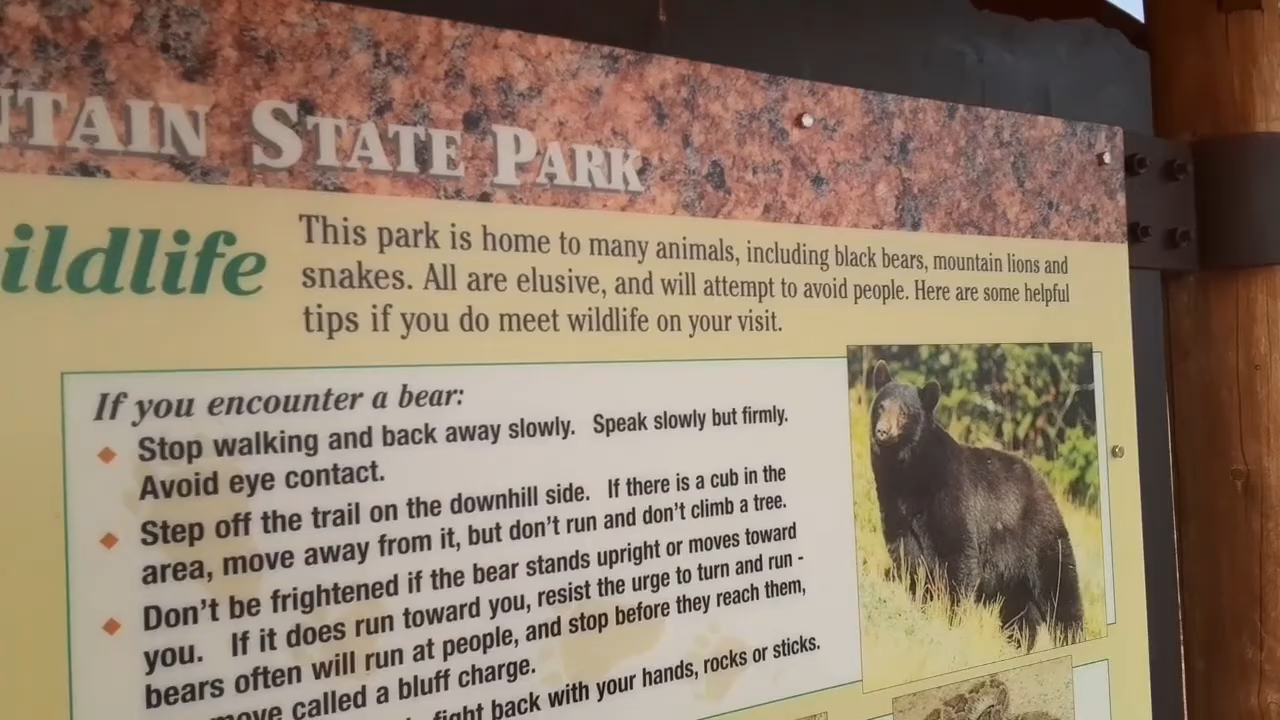 NTAIN STATE PARK
ildlife
This park is home to many animals, including black bears, mountain lions and
snakes. All are elusive, and will attempt to avoid people. Here are some helpful
tips if you do meet wildlife on your visit.
If you encounter a bear:
Stop walking and back away slowly. Speak slowly but firmly.
Avoid eye contact.
Step off the trail on the downhill side. If there is a cub in the
area, move away from it, but don't run and don't climb a tree.
Don't be frightened if the bear stands upright or moves toward
you. If it does run toward you, resist the urge to turn and run -
bears often will run at people, and stop before they reach them,
move called a bluff charge.
fight back with your hands, rocks or sticks.